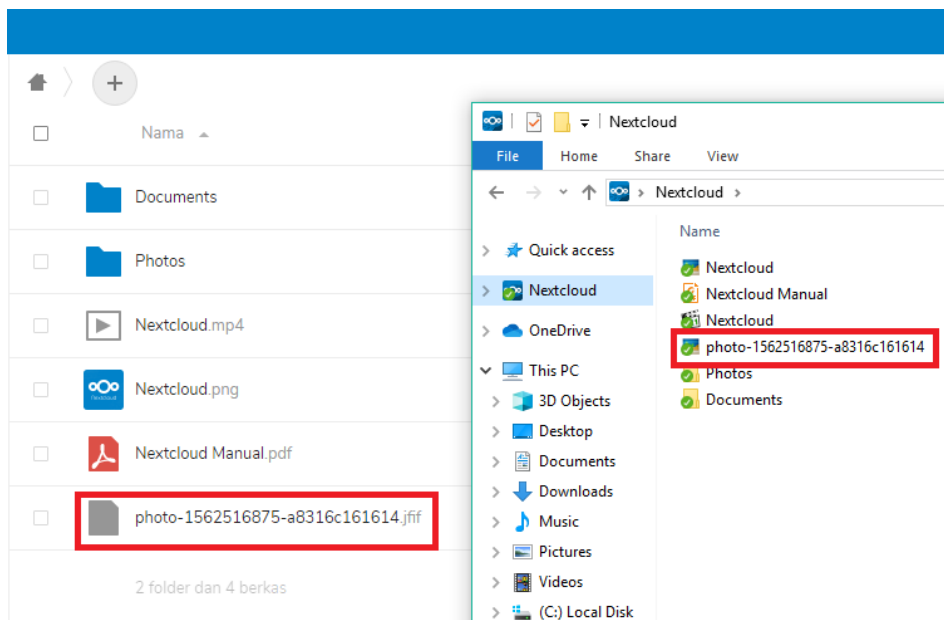 Nama
Documents
Photos
Nextcloud.mp4
Nextcloud.png
Nextcloud Manual.pdf
photo-1562516875-a8316c161614.jfif
2 folder dan 4 berkas
Nextcloud
File Home Share View
Nextcloud
Quick access
Nextcloud
OneDrive
This PC
3D Objects
Desktop
Documents
Downloads
Music
Pictures
Videos
(C:) Local Disk
Name
Nextcloud
Nextcloud Manual
Nextcloud
photo-1562516875-a8316c161614
Photos
Documents